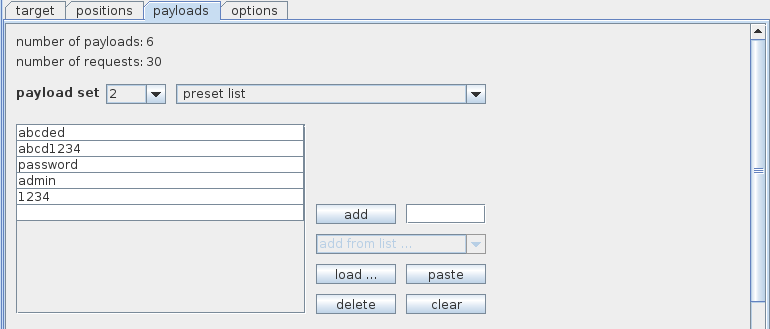 target positions payloads options
number of payloads: 6
number of requests: 30
payload set 2 preset list
abcded
abcd1234
password
admin
1234
add
add from list ...
load ... paste
delete clear